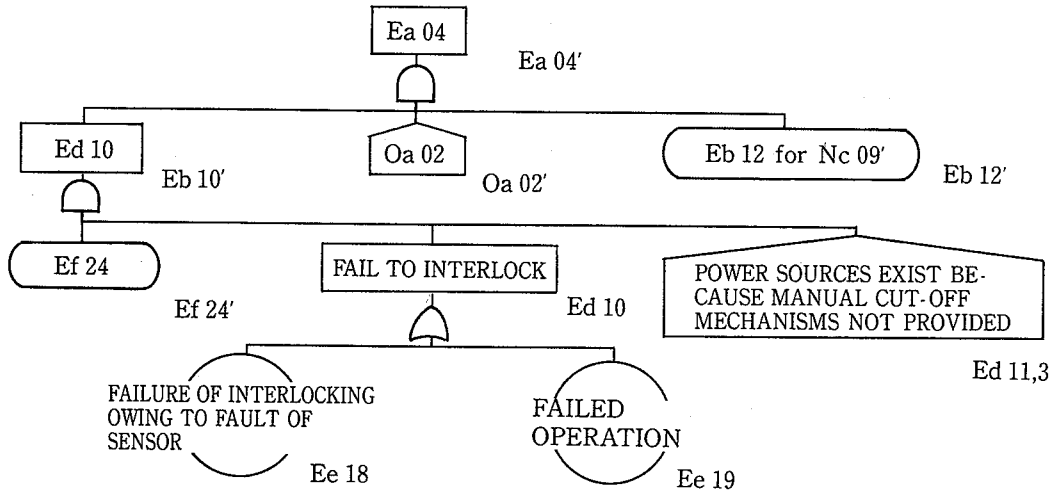 Ea 04
Ea 04′
Ed 10
Eb 10′
Oa 02
Oa 02′
Eb 12 for Nc 09′
Eb 12′
Ef 24
Ef 24′
FAIL TO INTERLOCK
Ed 10
POWER SOURCES EXIST BE-
CAUSE MANUAL CUT-OFF
MECHANISMS NOT PROVIDED
Ed 11,3
FAILURE OF INTERLOCKING
OWING TO FAULT OF
SENSOR
Ee 18
FAILED
OPERATION
Ee 19